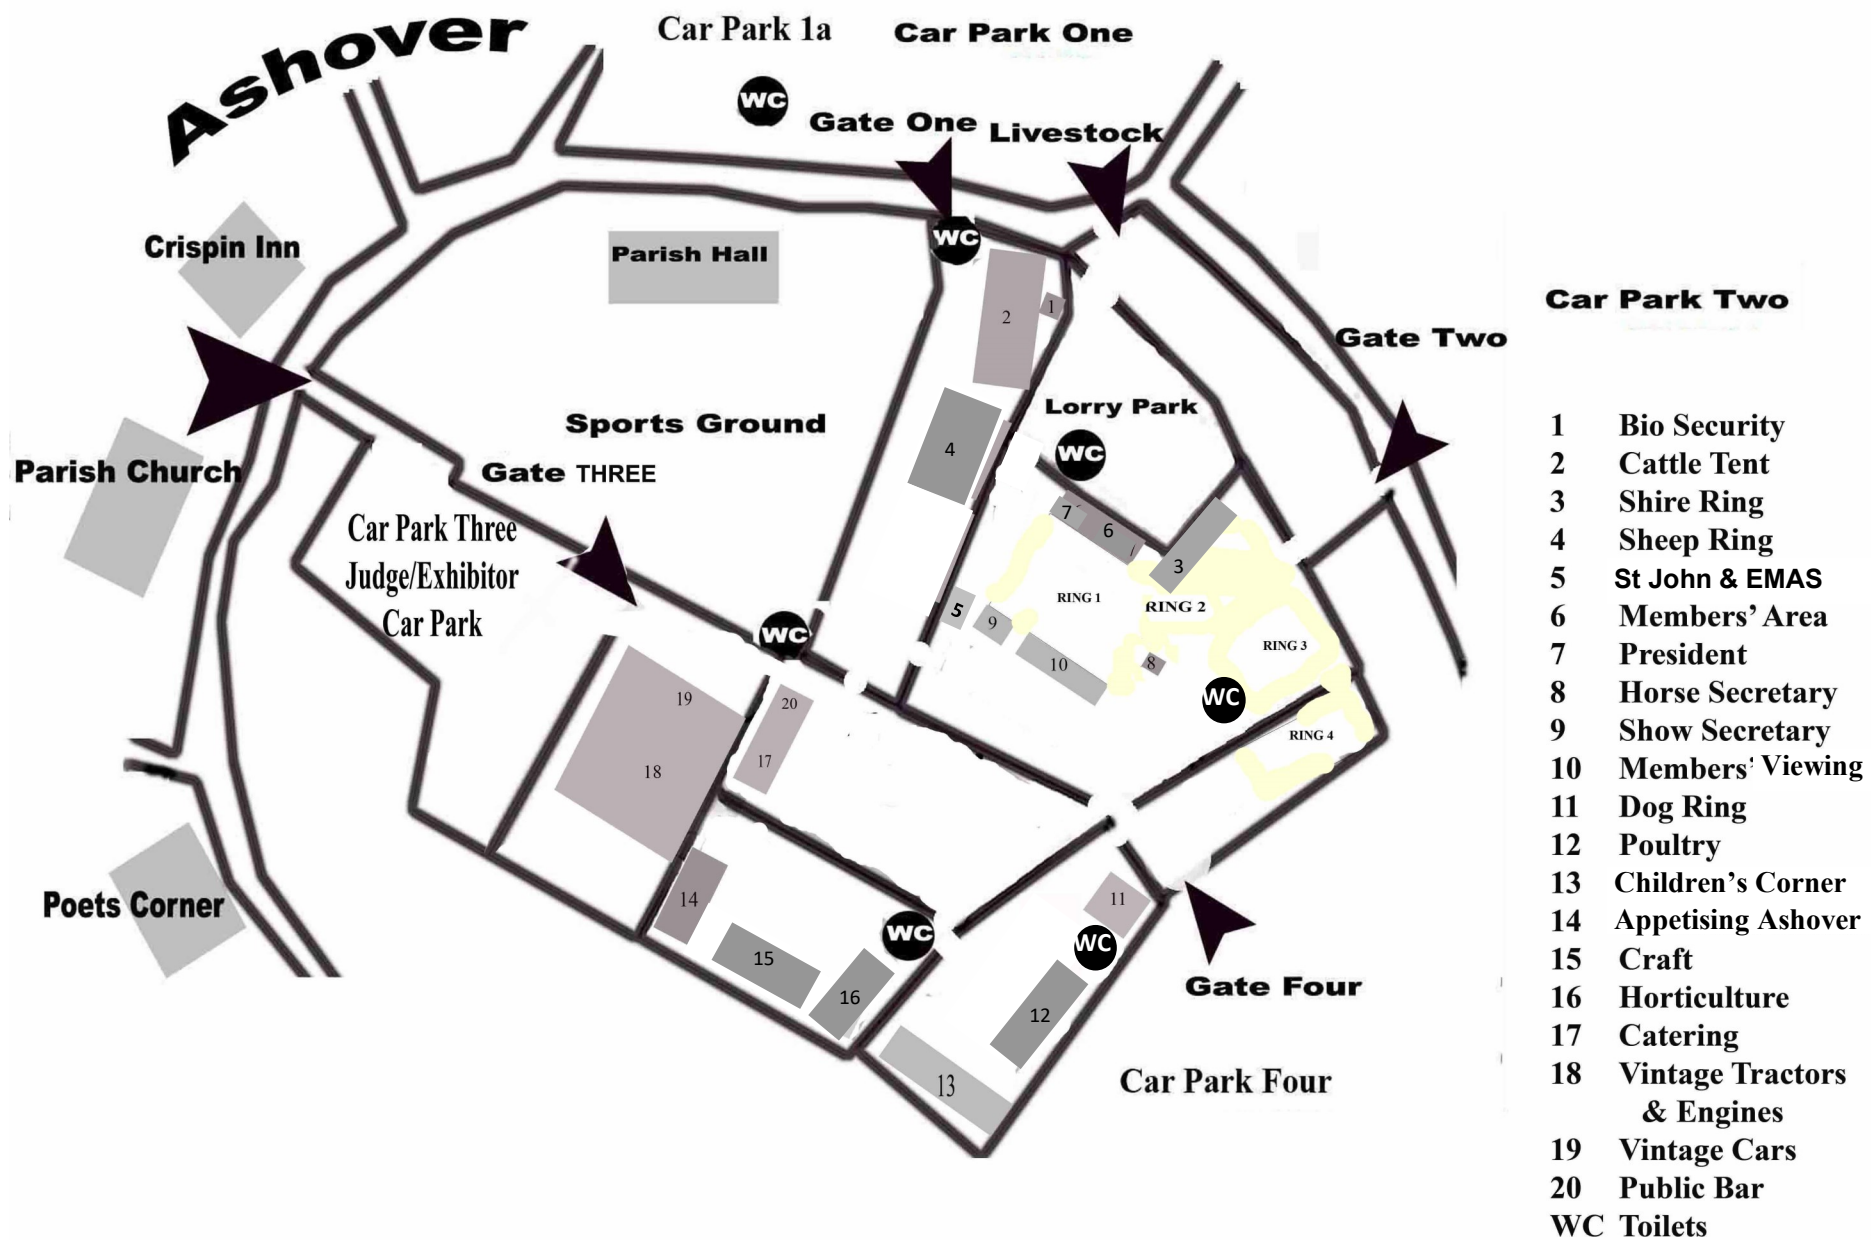 Ashover
Car Park 1a
Car Park One
WC
Gate One
Livestock
Crispin Inn
Parish Hall
WC
Car Park Two
1
2
Gate Two
Lorry Park
Sports Ground
4
WC
Parish Church
Gate THREE
Car Park Three
Judge/Exhibitor
Car Park
7
6
3
RING 1
RING 2
5
9
WC
RING 3
10
8
WC
19
20
RING 4
18
17
14
11
Poets Corner
WC
WC
15
16
12
Gate Four
13
Car Park Four
1 Bio Security
2 Cattle Tent
3 Shire Ring
4 Sheep Ring
5 St John & EMAS
6 Members’ Area
7 President
8 Horse Secretary
9 Show Secretary
10 Members’ Viewing
11 Dog Ring
12 Poultry
13 Children’s Corner
14 Appetising Ashover
15 Craft
16 Horticulture
17 Catering
18 Vintage Tractors
& Engines
19 Vintage Cars
20 Public Bar
WC Toilets